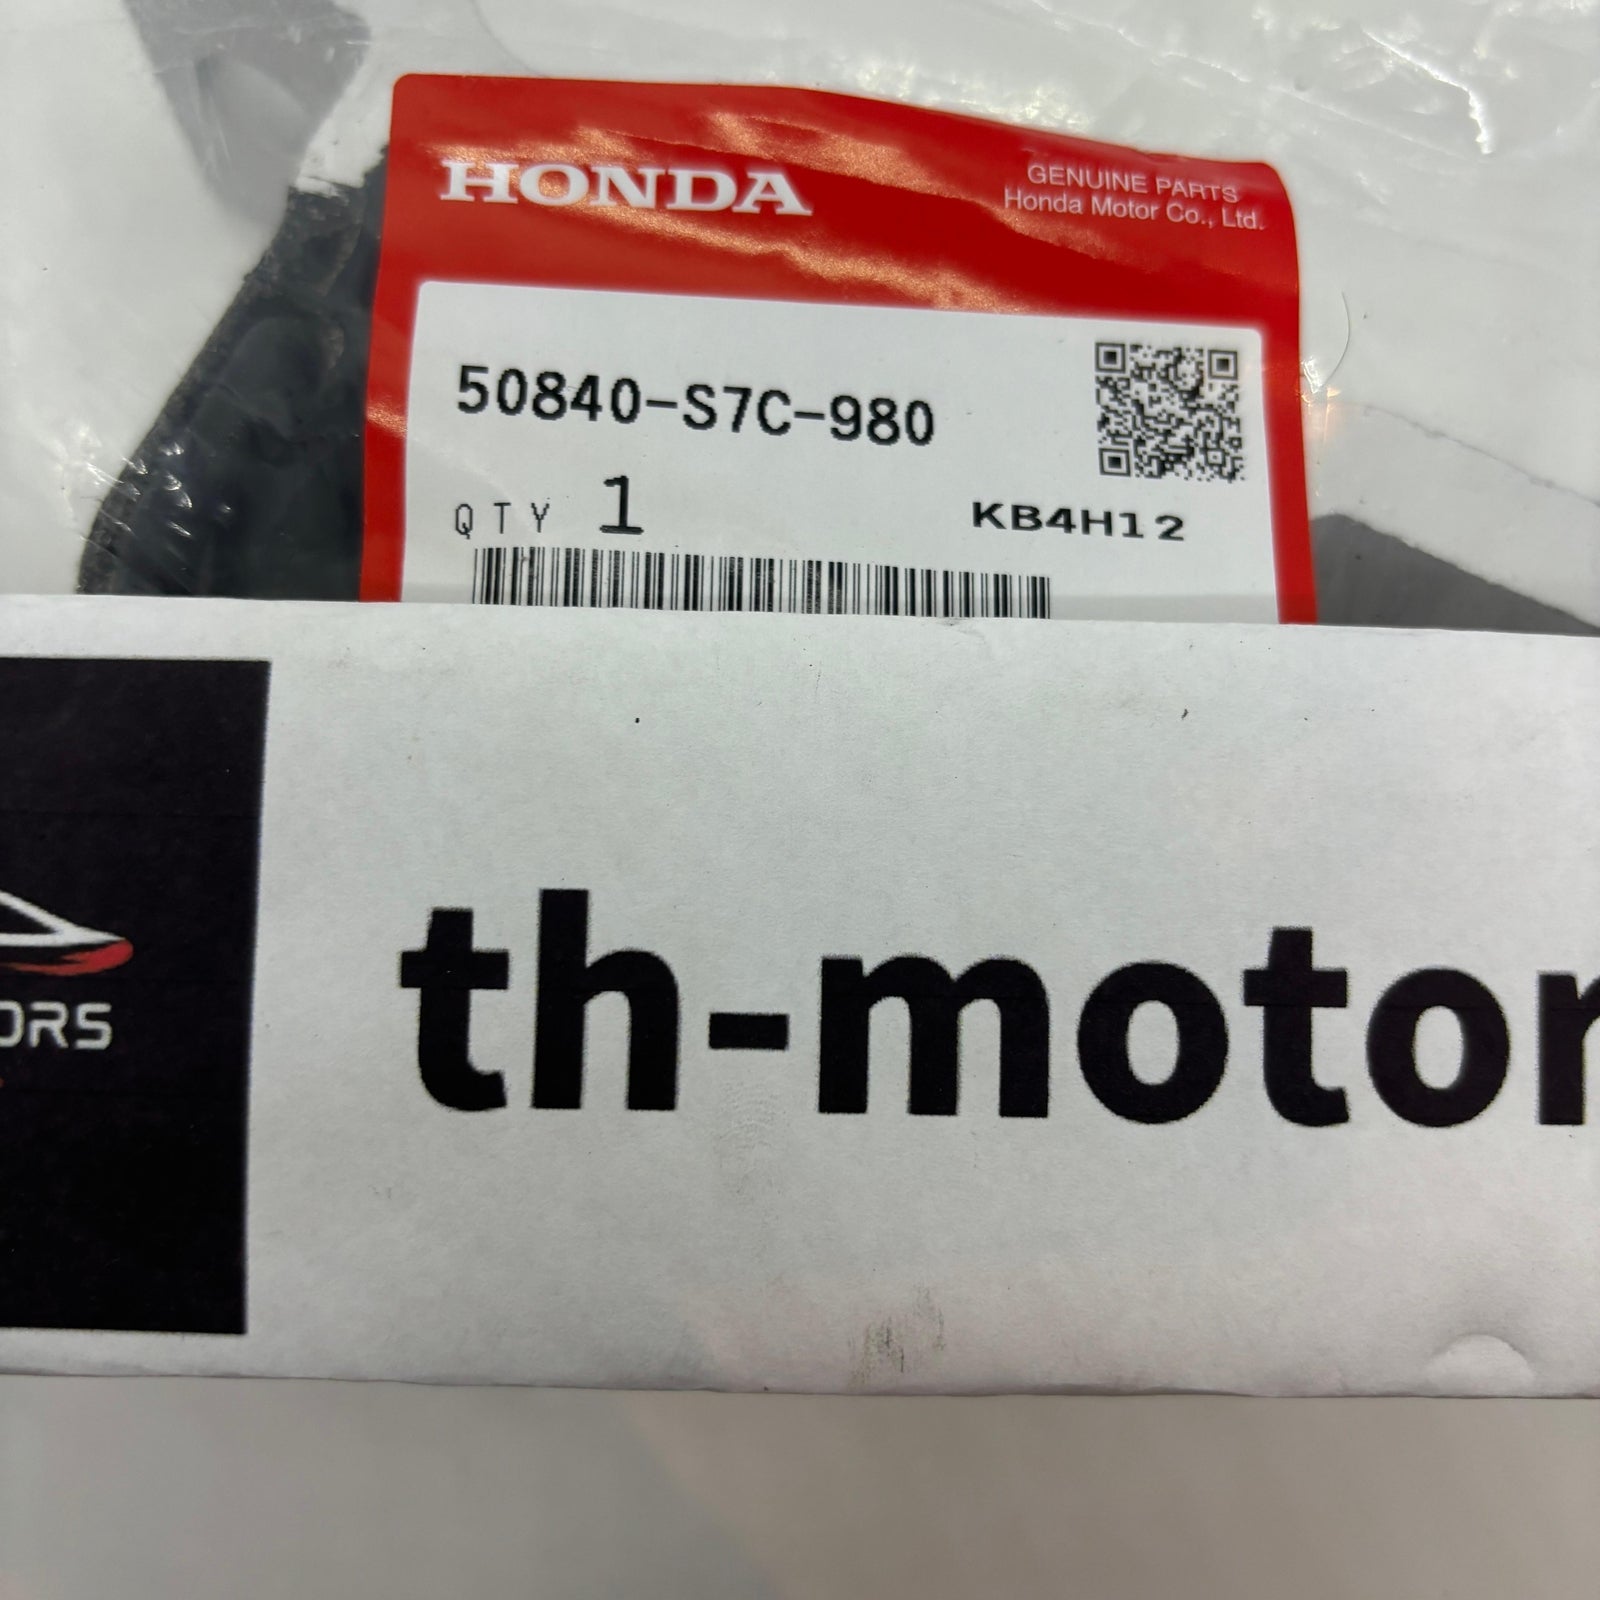 HONDA
GENUINE PARTS
Honda Motor Co., Ltd.
50840-S7C-980
QTY 1
KB4H12
ORS
th-motor